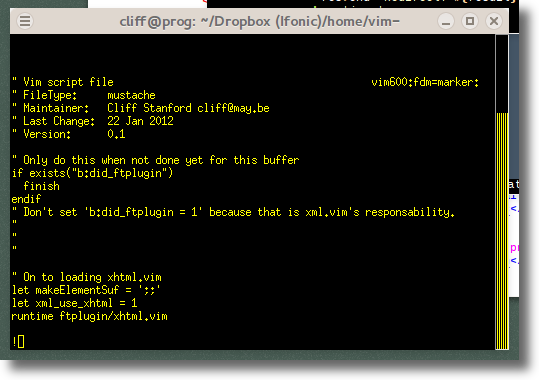 cliff@prog: ~/Dropbox (Ifonic)/home/vim-
" Vim script file vim600:fdm=marker:
" FileType: mustache
" Maintainer: Cliff Stanford cliff@may.be
" Last Change: 22 Jan 2012
" Version: 0.1
" Only do this when not done yet for this buffer
if exists("b:did_ftplugin")
finish
endif
" Don't set 'b:did_ftplugin = 1' because that is xml.vim's responsability.
"
"
"
" On to loading xhtml.vim
let makeElementSuf = ';;'
let xml_use_xhtml = 1
runtime ftplugin/xhtml.vim
!